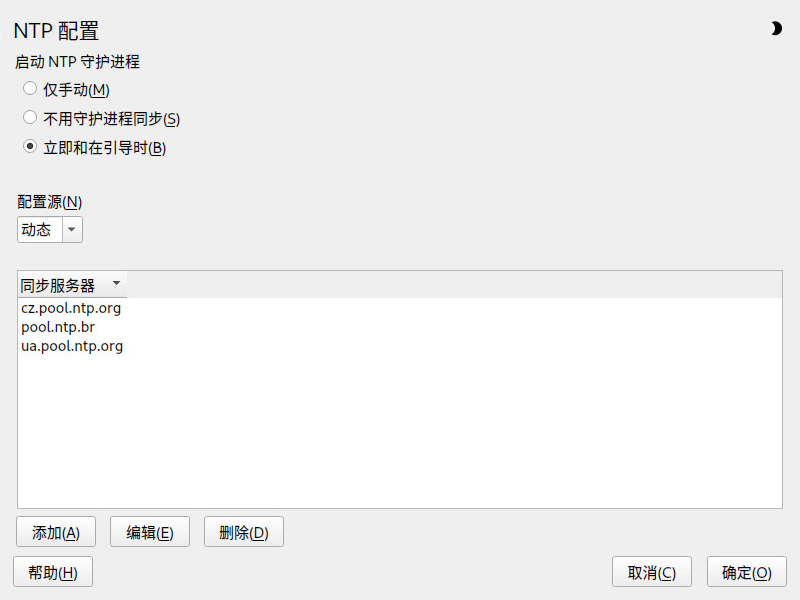 NTP 配置
启动 NTP 守护进程
仅手动(M)
不用守护进程同步(S)
立即和在引导时(B)
配置源(N)
动态
同步服务器
cz.pool.ntp.org
pool.ntp.br
ua.pool.ntp.org
添加(A) 编辑(E) 删除(D)
帮助(H) 取消(C) 确定(O)